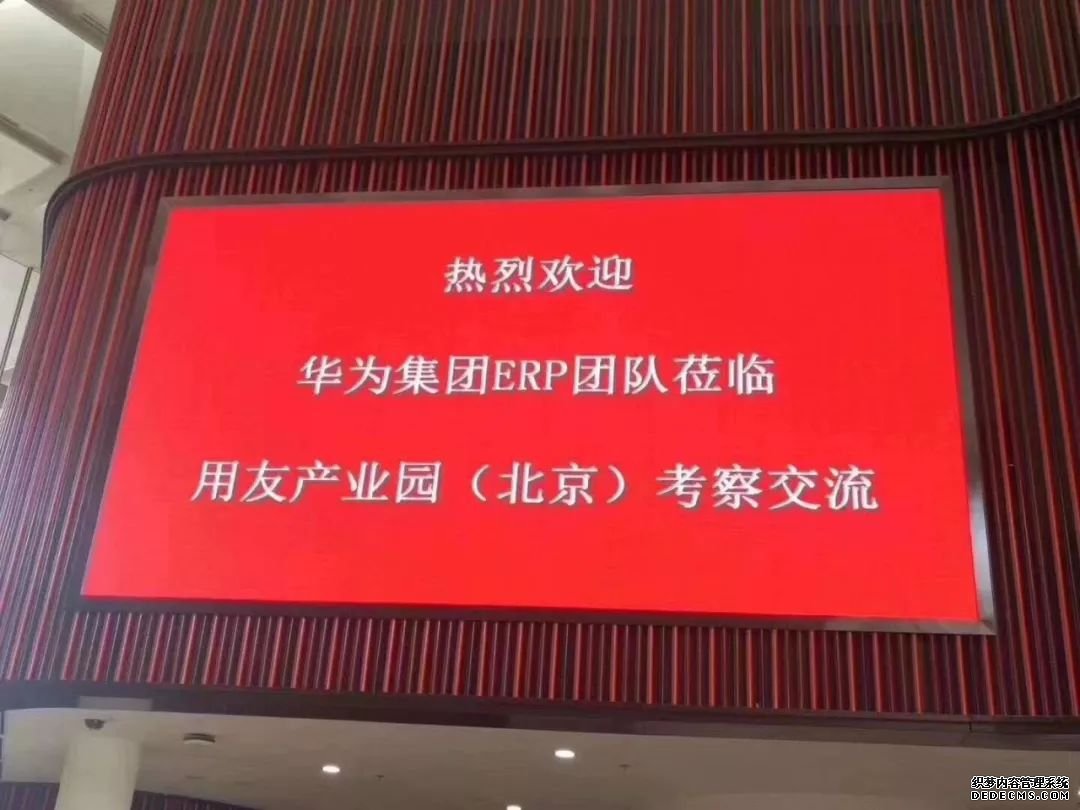 热烈欢迎
华为集团ERP团队莅临
用友产业园（北京）考察交流
织梦内容管理系统
DEDECMS.COM